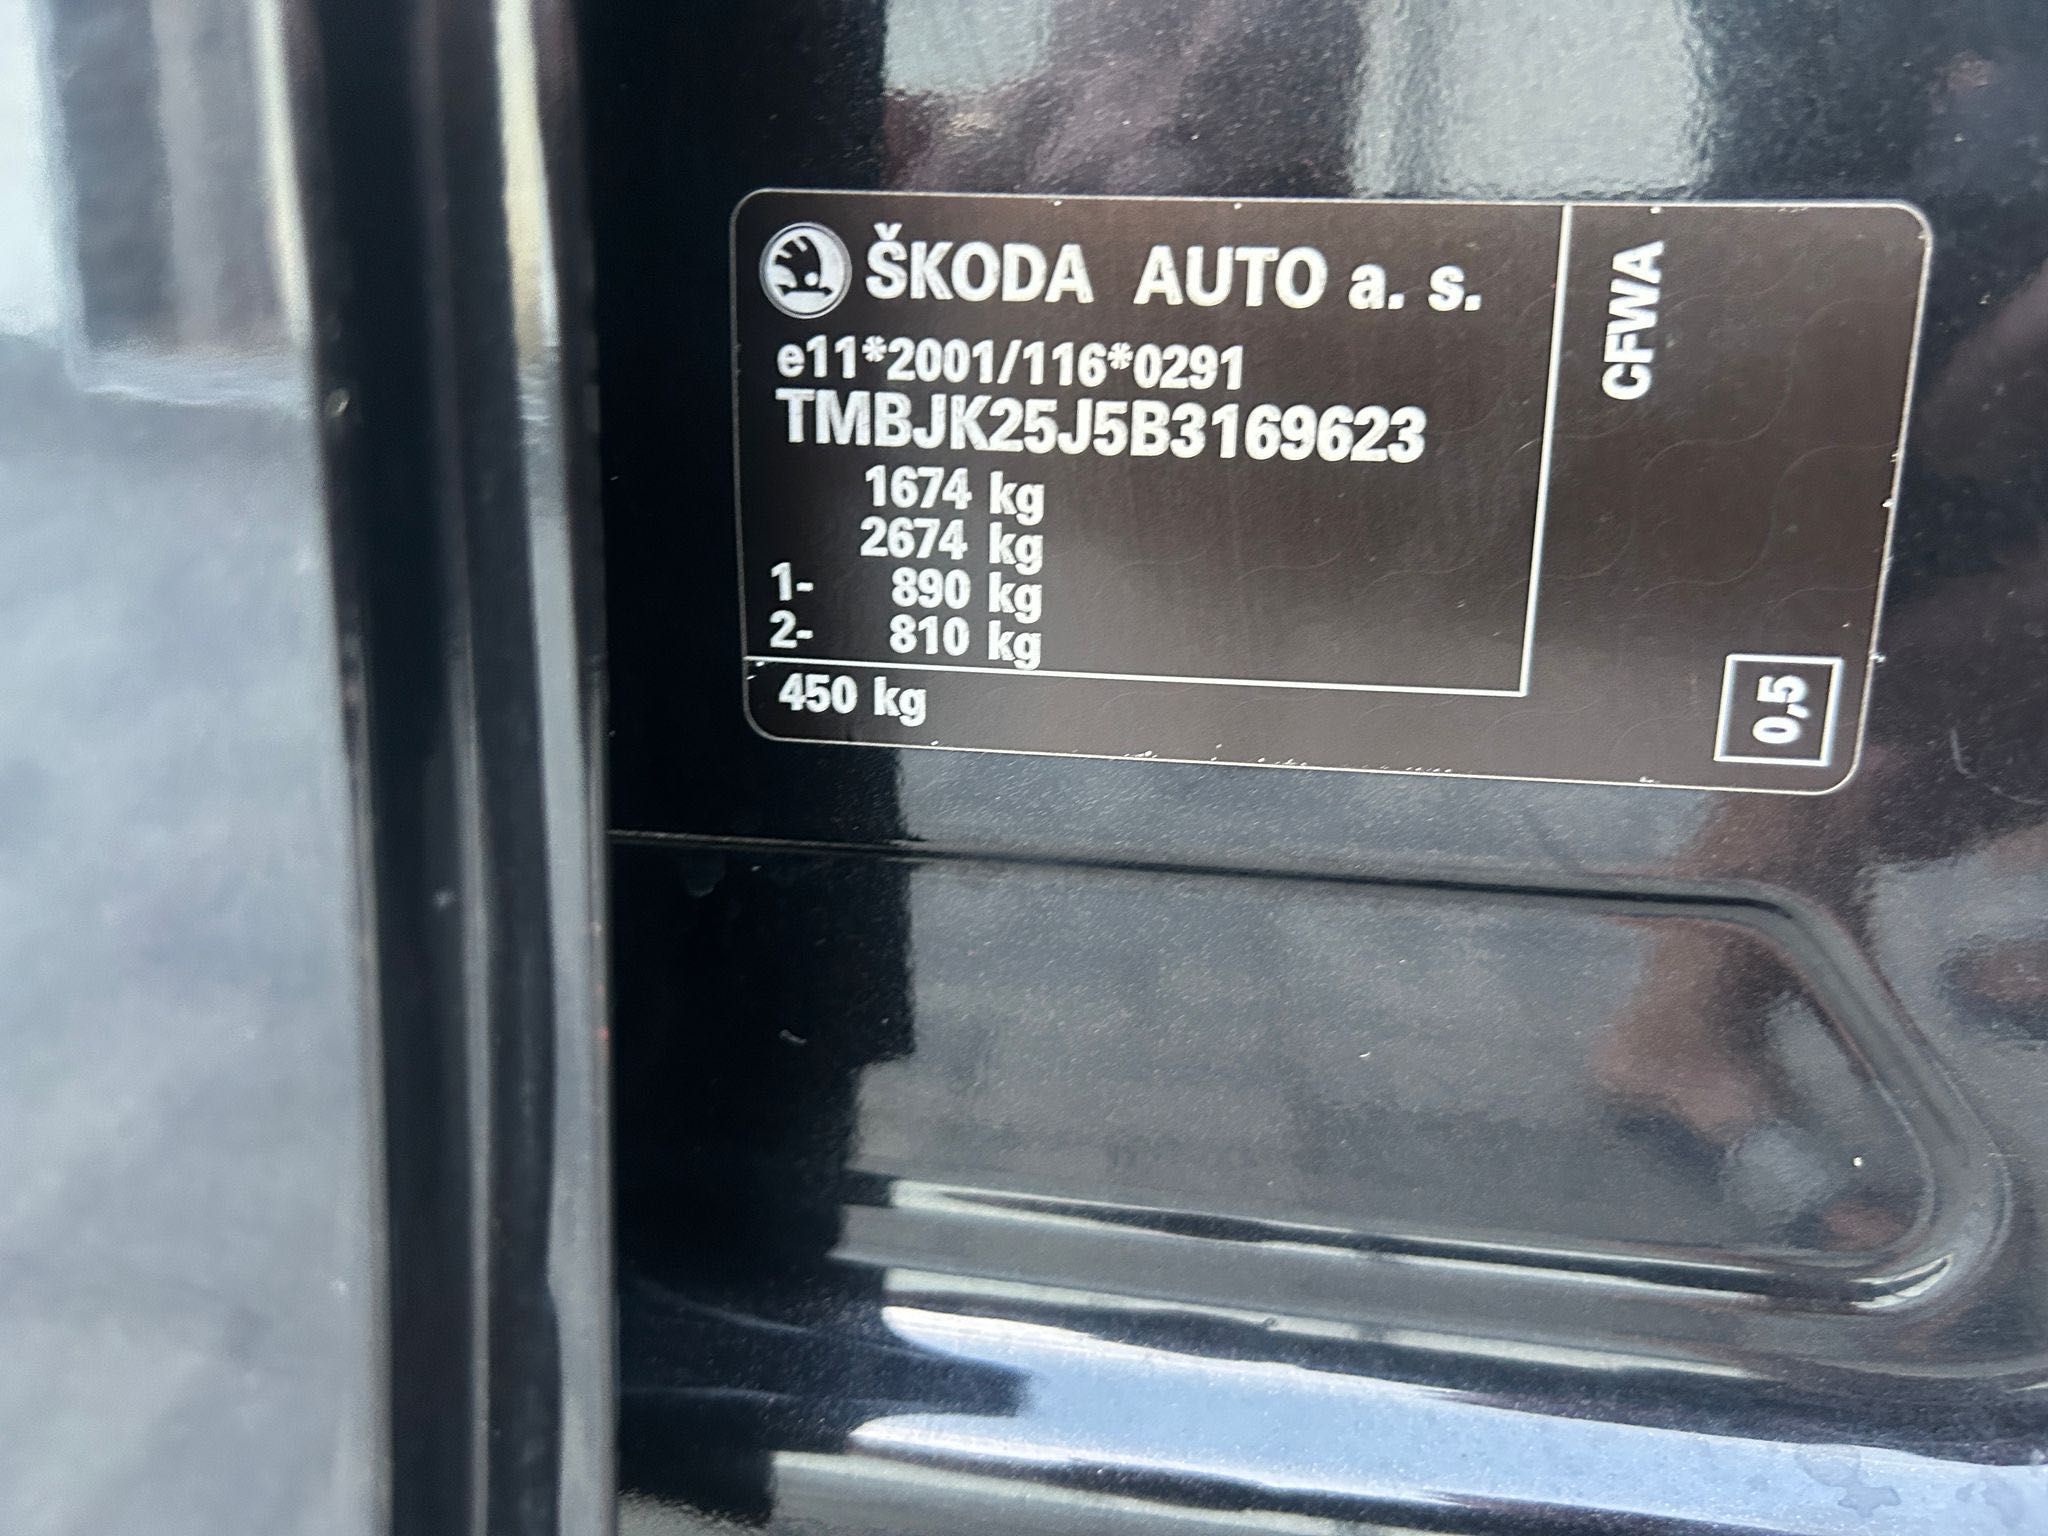 ŠKODA AUTO a. s.
e11*2001/116*0291
TMBJK25J5B3169623
1674 kg
2674 kg
1- 890 kg
2- 810 kg
450 kg
CFWA
0,5